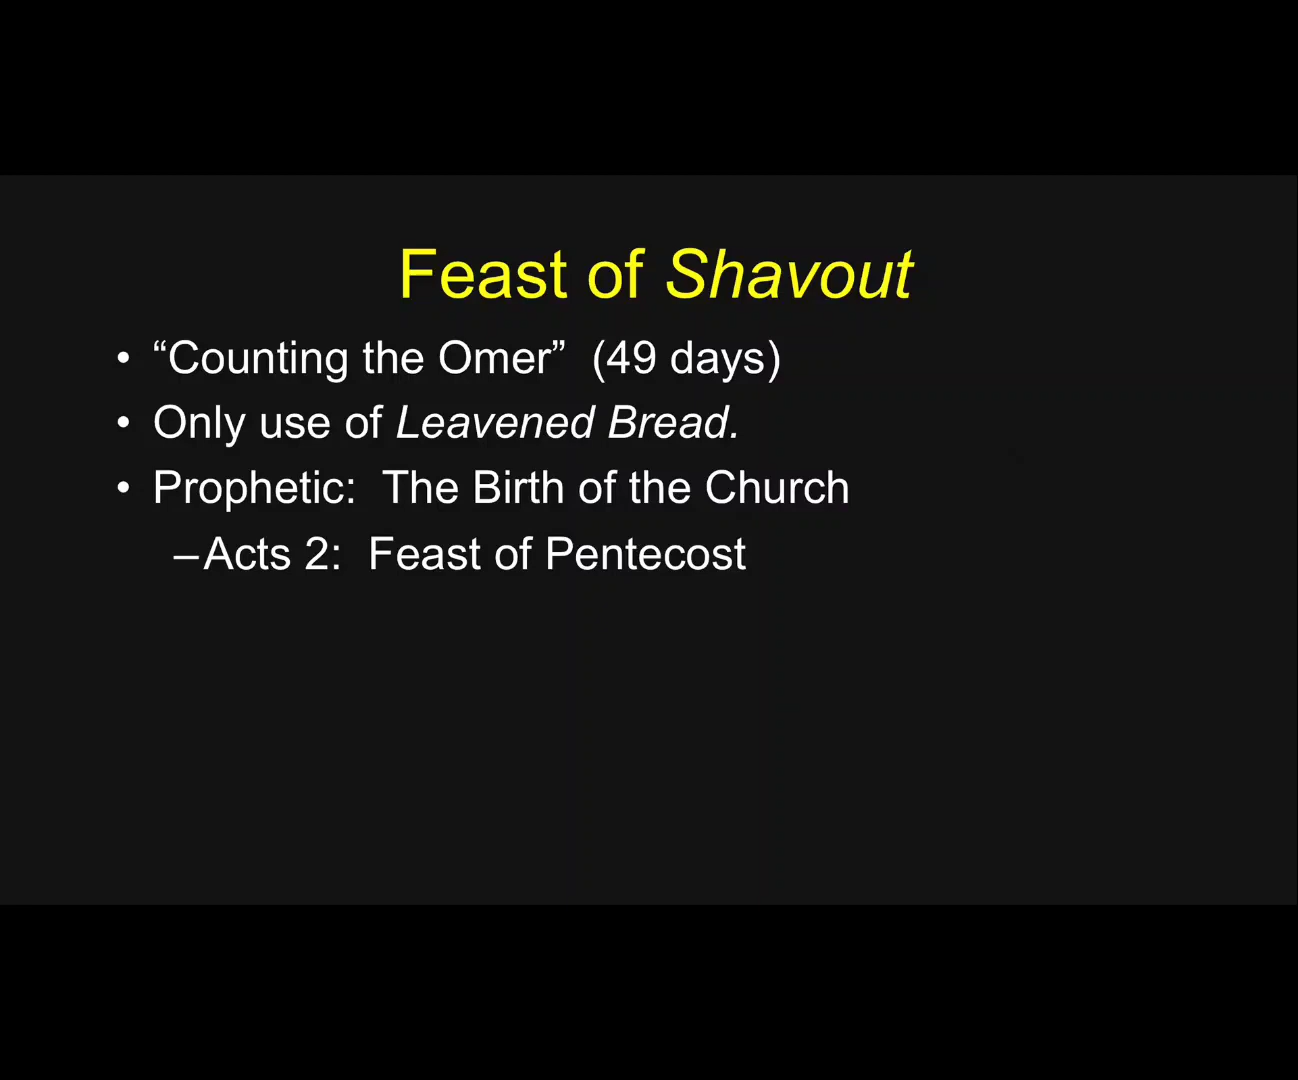 Feast of Shavout
• “Counting the Omer”  (49 days)
• Only use of Leavened Bread.
• Prophetic:  The Birth of the Church
–Acts 2:  Feast of Pentecost